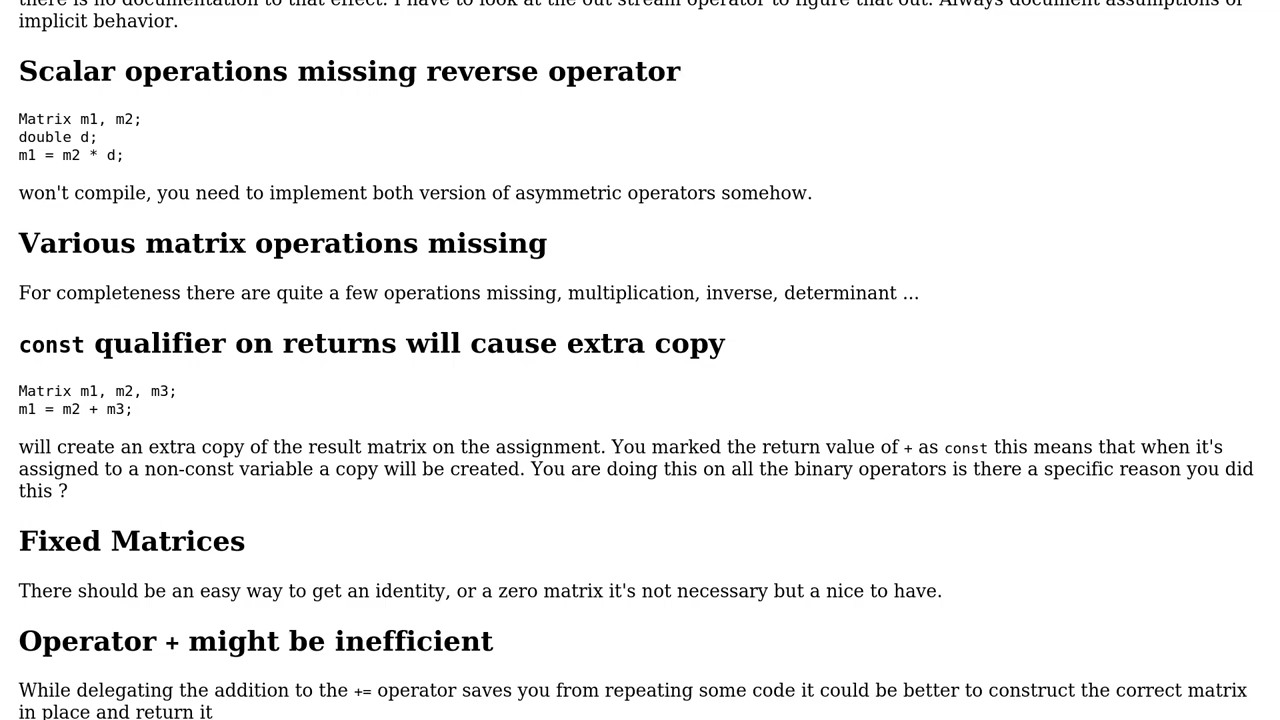 there is no documentation to that effect. I have to look at the out stream operator to figure that out. Always document assumptions or
implicit behavior.
Scalar operations missing reverse operator
Matrix m1, m2;
double d;
m1 = m2 * d;
won't compile, you need to implement both version of asymmetric operators somehow.
Various matrix operations missing
For completeness there are quite a few operations missing, multiplication, inverse, determinant ...
const qualifier on returns will cause extra copy
Matrix m1, m2, m3;
m1 = m2 + m3;
will create an extra copy of the result matrix on the assignment. You marked the return value of + as const this means that when it's
assigned to a non-const variable a copy will be created. You are doing this on all the binary operators is there a specific reason you did
this ?
Fixed Matrices
There should be an easy way to get an identity, or a zero matrix it's not necessary but a nice to have.
Operator + might be inefficient
While delegating the addition to the += operator saves you from repeating some code it could be better to construct the correct matrix
in place and return it